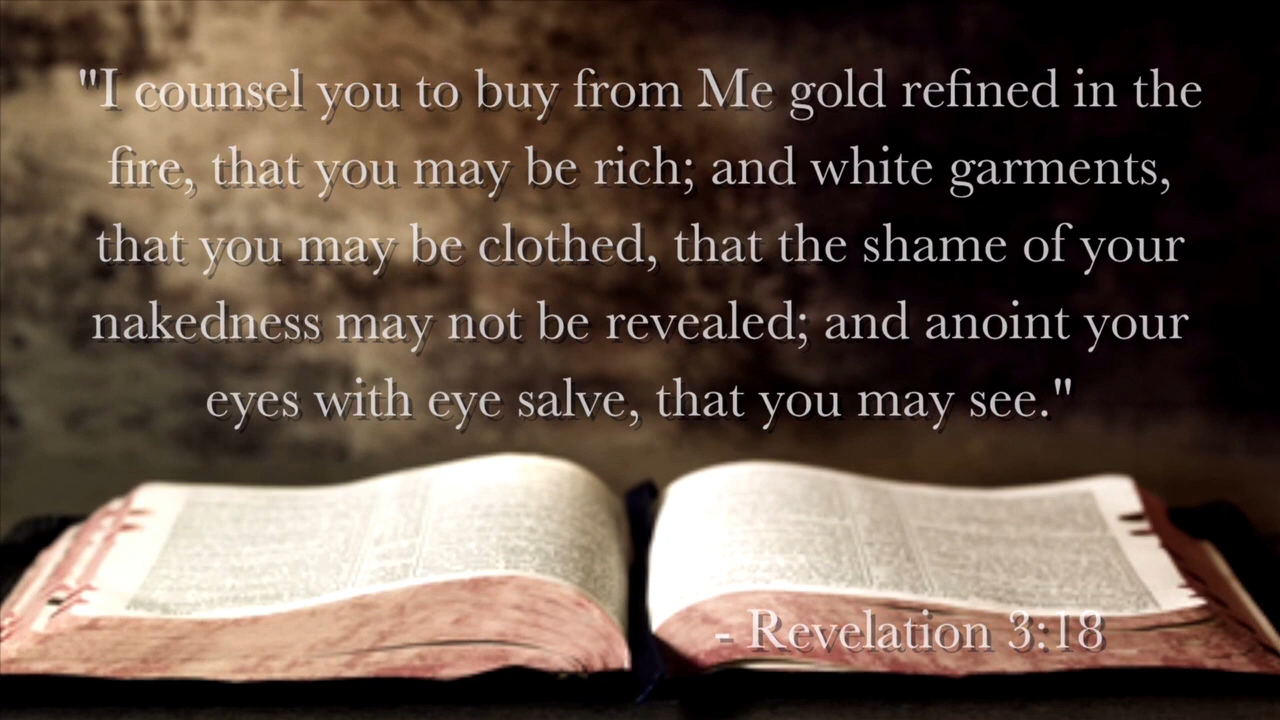 "I counsel you to buy from Me gold refined in the
fire, that you may be rich; and white garments,
that you may be clothed, that the shame of your
nakedness may not be revealed; and anoint your
eyes with eye salve, that you may see."
- Revelation 3:18